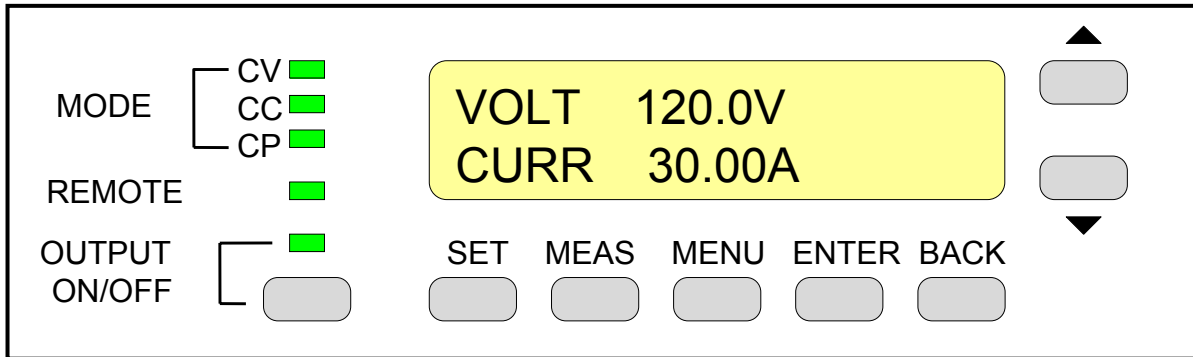 MODE
CV
CC
CP
REMOTE
OUTPUT
ON/OFF
VOLT 120.0V
CURR 30.00A
SET MEAS MENU ENTER BACK